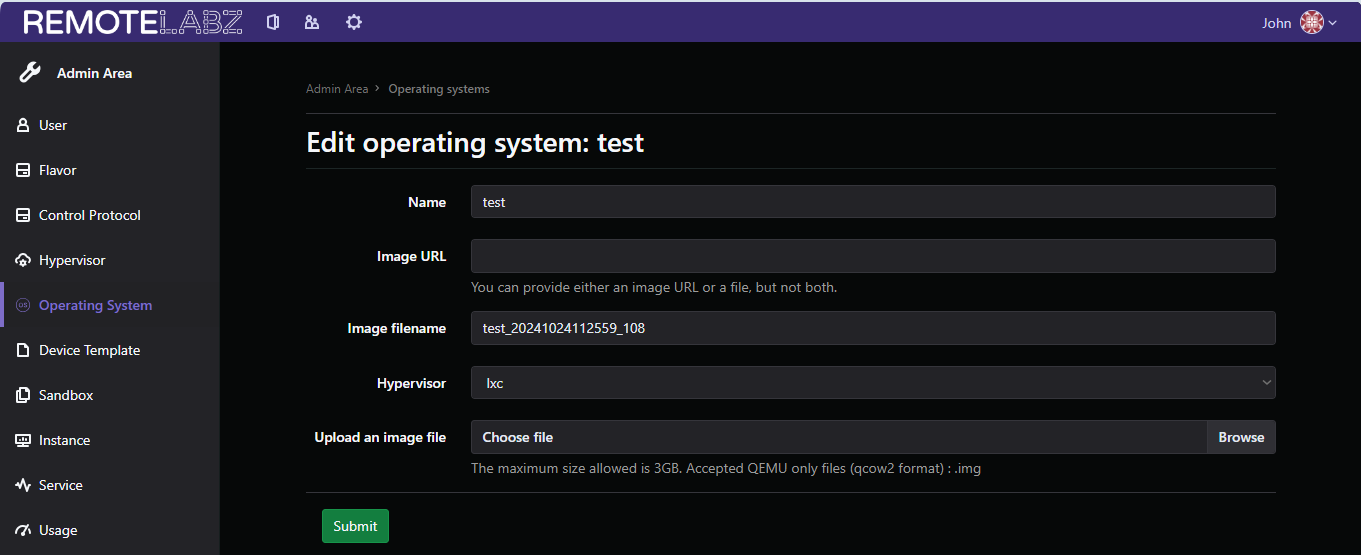 REMOTELABZ
John
Admin Area
User
Flavor
Control Protocol
Hypervisor
OS Operating System
Device Template
Sandbox
Instance
Service
Usage
Admin Area > Operating systems
Edit operating system: test
Name test
Image URL
You can provide either an image URL or a file, but not both.
Image filename test_20241024112559_108
Hypervisor lxc
Upload an image file Choose file Browse
The maximum size allowed is 3GB. Accepted QEMU only files (qcow2 format) : .img
Submit